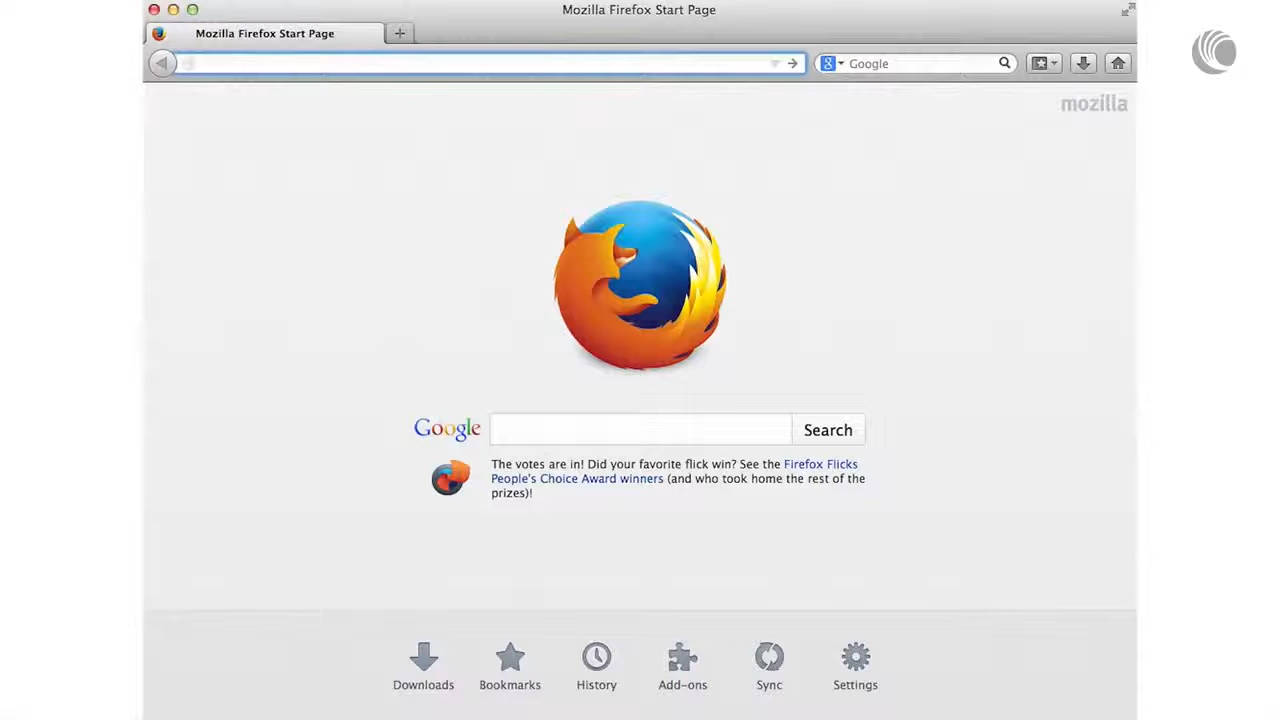 Mozilla Firefox Start Page
Mozilla Firefox Start Page
Google
mozilla
Google
Search
The votes are in! Did your favorite flick win? See the Firefox Flicks
People's Choice Award winners (and who took home the rest of the
prizes)!
Downloads
Bookmarks
History
Add-ons
Sync
Settings